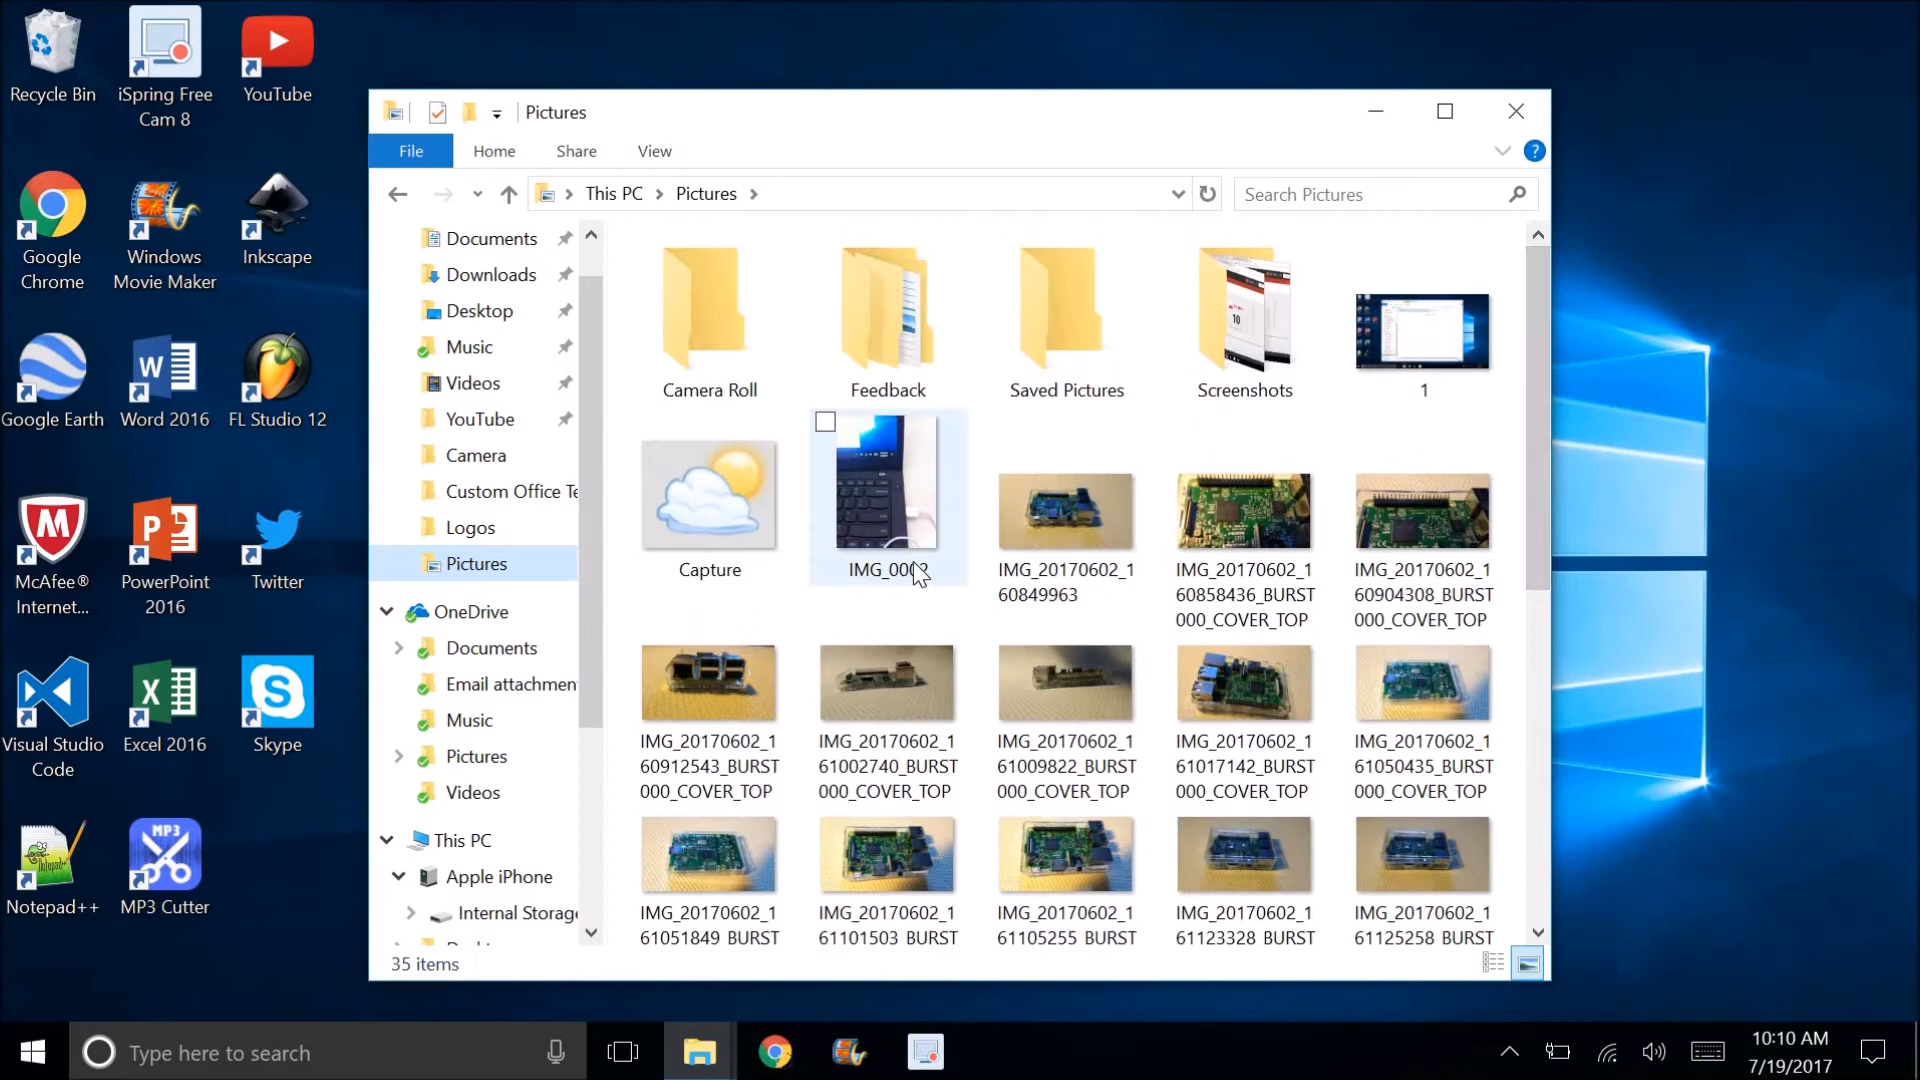 Recycle Bin
iSpring Free
Cam 8
YouTube
Google
Chrome
Windows
Movie Maker
Inkscape
Google Earth
Word 2016
FL Studio 12
McAfee®
Internet...
PowerPoint
2016
Twitter
Visual Studio
Code
Excel 2016
Skype
Notepad++
MP3 Cutter
Pictures
File
Home
Share
View
This PC
Pictures
Search Pictures
Documents
Downloads
Desktop
Music
Videos
YouTube
Camera
Custom Office Te
Logos
Pictures
OneDrive
Documents
Email attachmen
Music
Pictures
Videos
This PC
Apple iPhone
Internal Storage
Camera Roll
Feedback
Saved Pictures
Screenshots
1
Capture
IMG_20170602_1
60849963
IMG_20170602_1
60858436_BURST
000_COVER_TOP
IMG_20170602_1
60904308_BURST
000_COVER_TOP
IMG_20170602_1
60912543_BURST
000_COVER_TOP
IMG_20170602_1
61002740_BURST
000_COVER_TOP
IMG_20170602_1
61009822_BURST
000_COVER_TOP
IMG_20170602_1
61017142_BURST
000_COVER_TOP
IMG_20170602_1
61050435_BURST
000_COVER_TOP
IMG_20170602_1
61051849_BURST
IMG_20170602_1
61101503_BURST
IMG_20170602_1
61105255_BURST
IMG_20170602_1
61123328_BURST
IMG_20170602_1
61125258_BURST
35 items
Type here to search
10:10 AM
7/19/2017